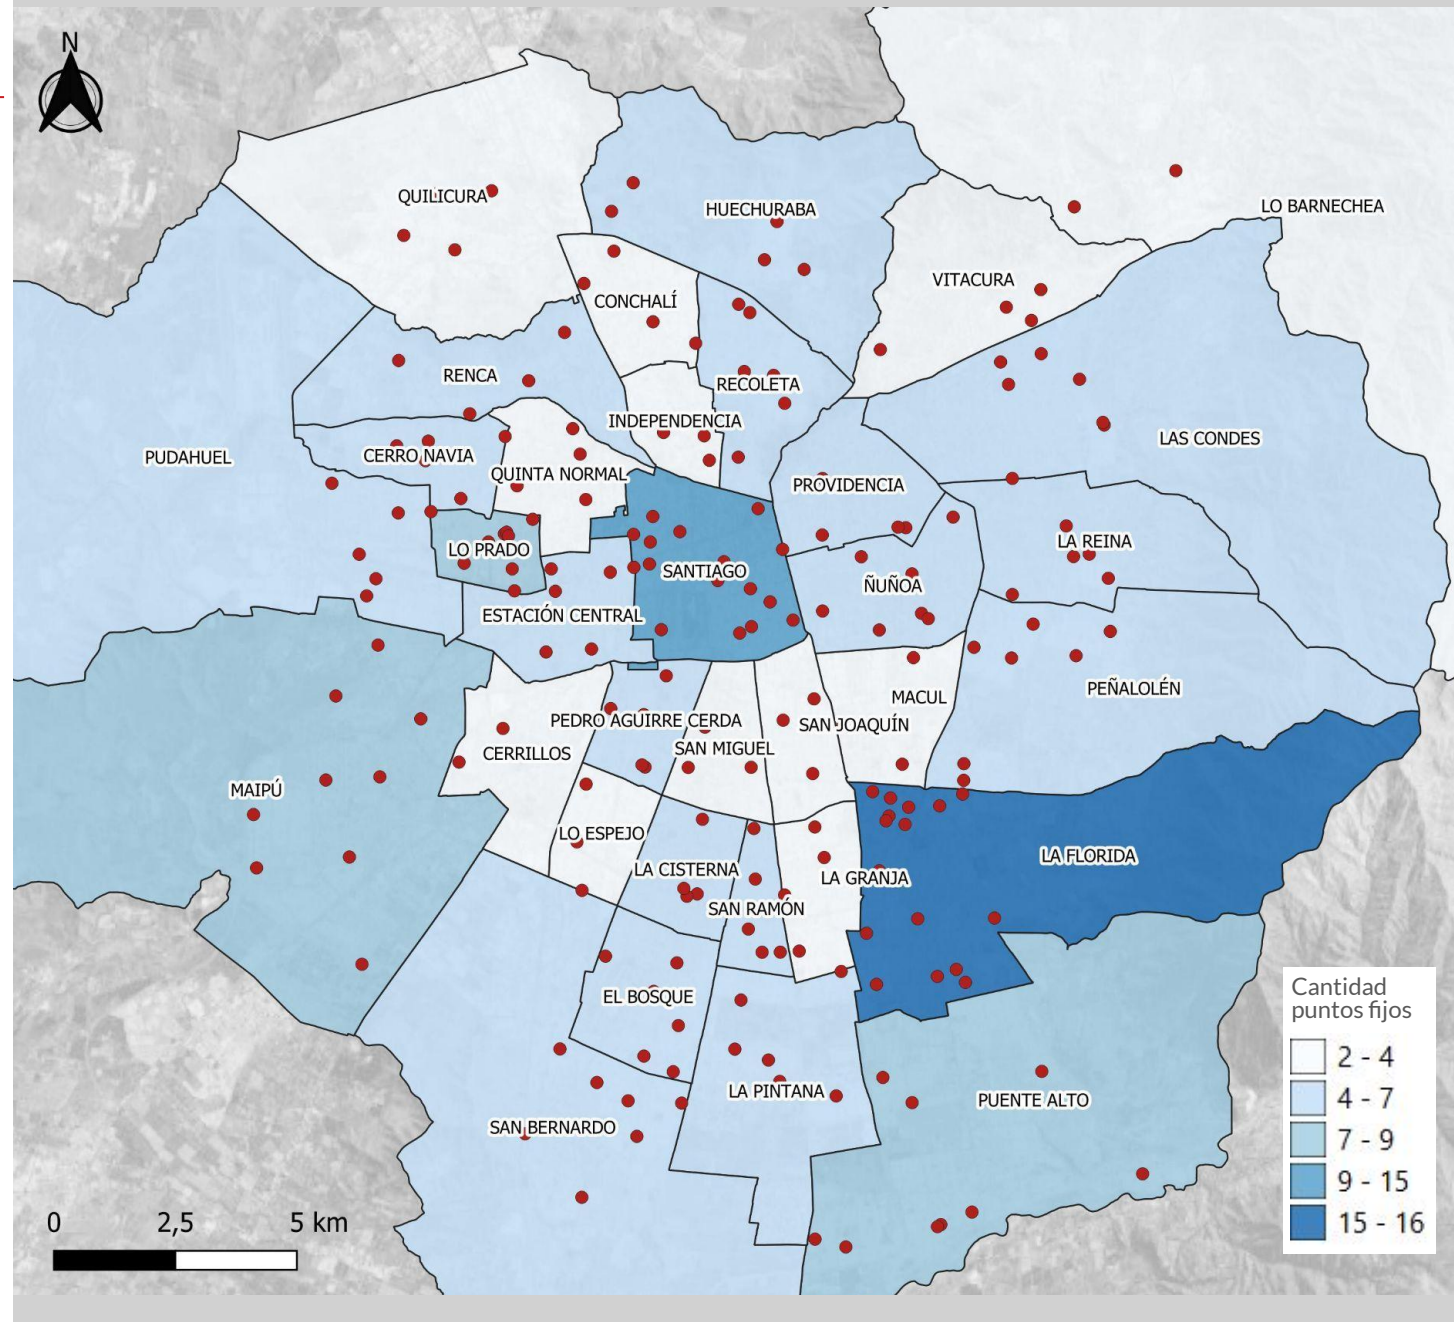 N
QUILICURA
HUECHURABA
LO BARNECHEA
VITACURA
CONCHALÍ
RENCA
RECOLETA
INDEPENDENCIA
LAS CONDES
PUDAHUEL
CERRO NAVIA
QUINTA NORMAL
PROVIDENCIA
LO PRADO
LA REINA
SANTIAGO
ÑUÑOA
ESTACIÓN CENTRAL
PEÑALOLÉN
MACUL
PEDRO AGUIRRE CERDA
SAN JOAQUÍN
SAN MIGUEL
CERRILLOS
MAIPÚ
LO ESPEJO
LA FLORIDA
LA CISTERNA
LA GRANJA
SAN RAMÓN
EL BOSQUE
LA PINTANA
PUENTE ALTO
SAN BERNARDO
Cantidad
puntos fijos
2 - 4
4 - 7
7 - 9
9 - 15
15 - 16
0 2,5 5 km